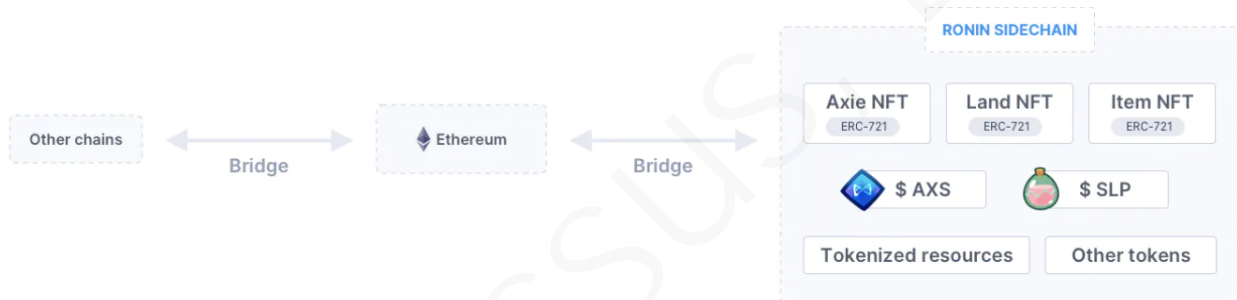 RONIN SIDECHAIN
Axie NFT
ERC-721
Land NFT
ERC-721
Item NFT
ERC-721
Other chains
Bridge
Ethereum
Bridge
$ AXS
$ SLP
Tokenized resources
Other tokens